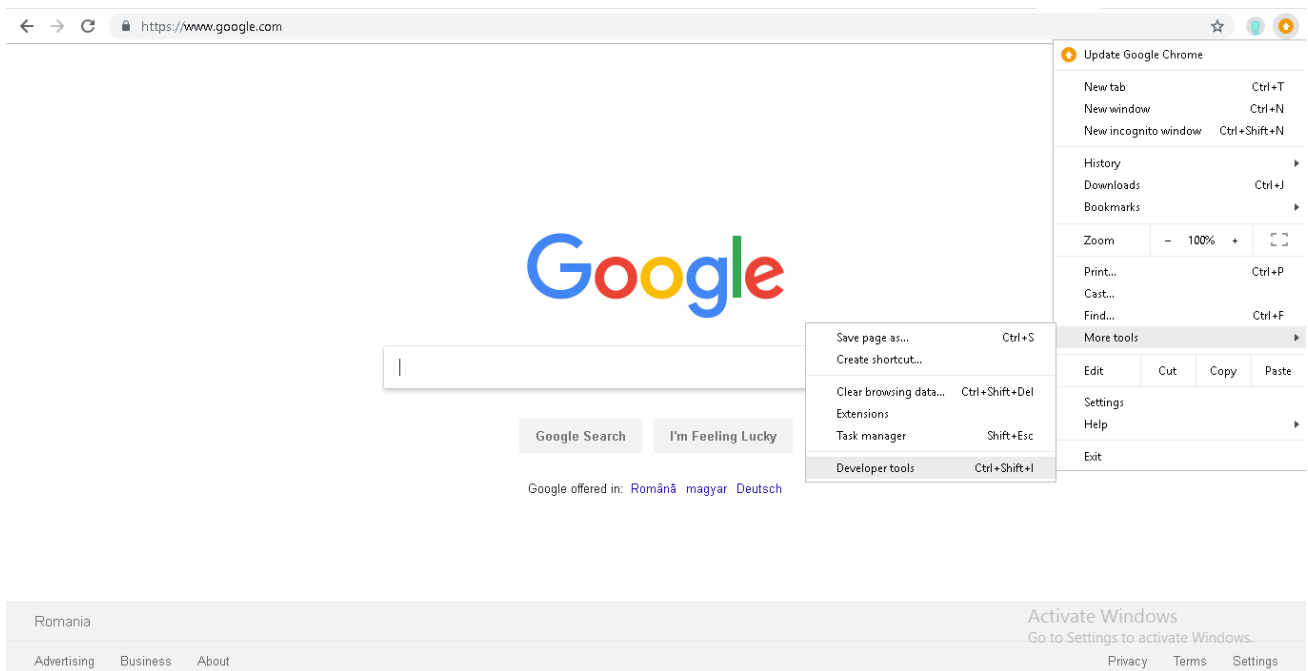 https://www.google.com
Update Google Chrome
New tab Ctrl+T
New window Ctrl+N
New incognito window Ctrl+Shift+N
History
Downloads Ctrl+J
Bookmarks
Zoom - 100% +
Print... Ctrl+P
Cast...
Find... Ctrl+F
More tools
Edit Cut Copy Paste
Settings
Help
Exit
Save page as... Ctrl+S
Create shortcut...
Clear browsing data... Ctrl+Shift+Del
Extensions
Task manager Shift+Esc
Developer tools Ctrl+Shift+I
Google
Google Search I'm Feeling Lucky
Google offered in: Română magyar Deutsch
Romania
Activate Windows
Go to Settings to activate Windows.
Advertising Business About Privacy Terms Settings